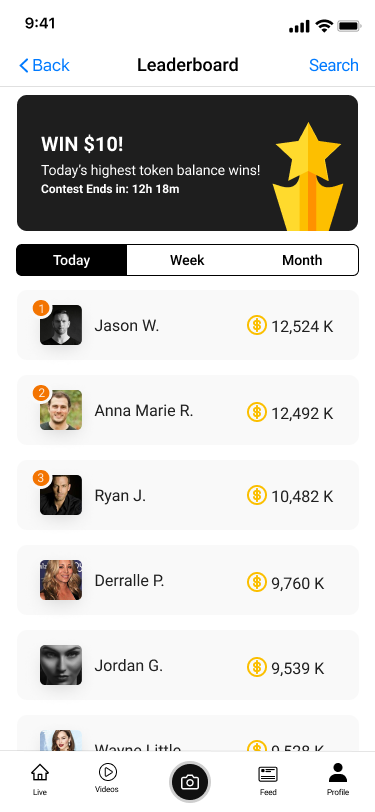 9:41
Back
Leaderboard
Search
WIN $10!
Today's highest token balance wins!
Contest Ends in: 12h 18m
Today
Week
Month
1
Jason W.
12,524 K
2
Anna Marie R.
12,492 K
3
Ryan J.
10,482 K
Derralle P.
9,760 K
Jordan G.
9,539 K
Wayne Little
9,528 K
Live
Videos
Feed
Profile